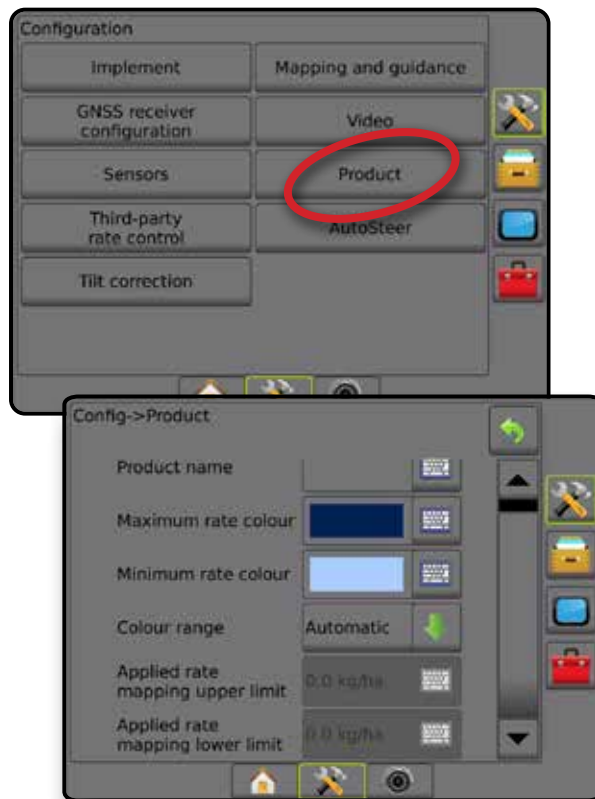 Configuration
Implement
Mapping and guidance
GNSS receiver
configuration
Video
Sensors
Product
Third-party
rate control
AutoSteer
Tilt correction
Config->Product
Product name
Maximum rate colour
Minimum rate colour
Colour range
Automatic
Applied rate
mapping upper limit
0.0 kg/ha
Applied rate
mapping lower limit
0.0 kg/ha